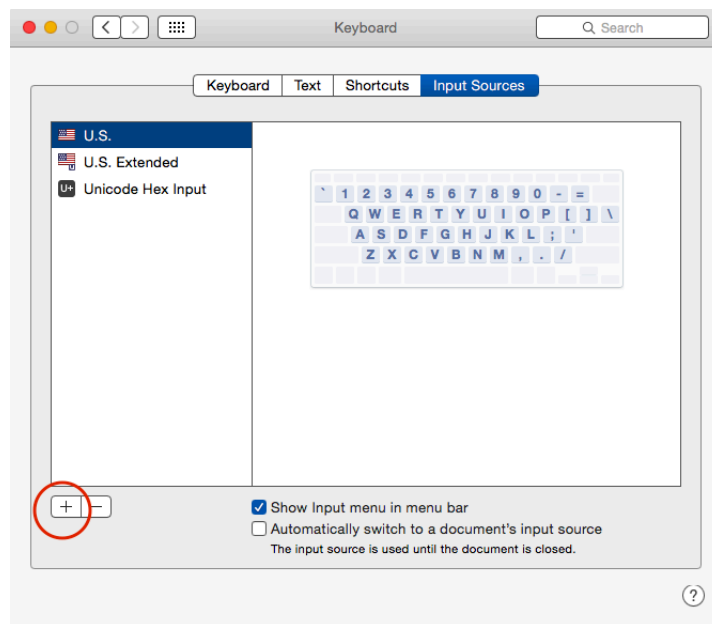 Keyboard
Search
Keyboard Text Shortcuts Input Sources
U.S.
U.S. Extended
U+ Unicode Hex Input
` 1 2 3 4 5 6 7 8 9 0 - =
Q W E R T Y U I O P [ ] \
A S D F G H J K L ; '
Z X C V B N M , . /
+ −
Show Input menu in menu bar
Automatically switch to a document's input source
The input source is used until the document is closed.
?